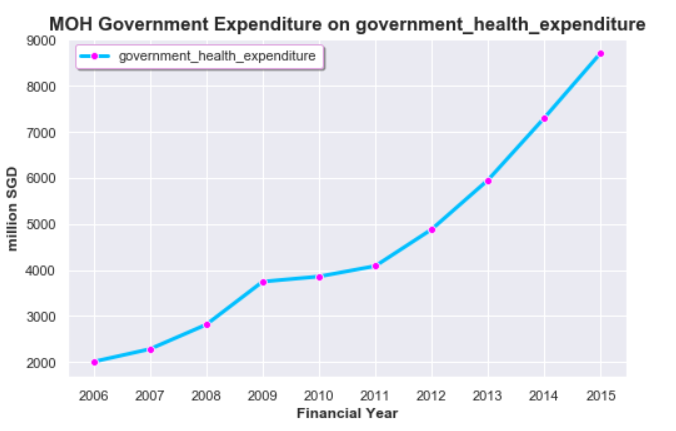 MOH Government Expenditure on government_health_expenditure
government_health_expenditure
9000
8000
7000
6000
5000
4000
3000
2000
million SGD
2006 2007 2008 2009 2010 2011 2012 2013 2014 2015
Financial Year